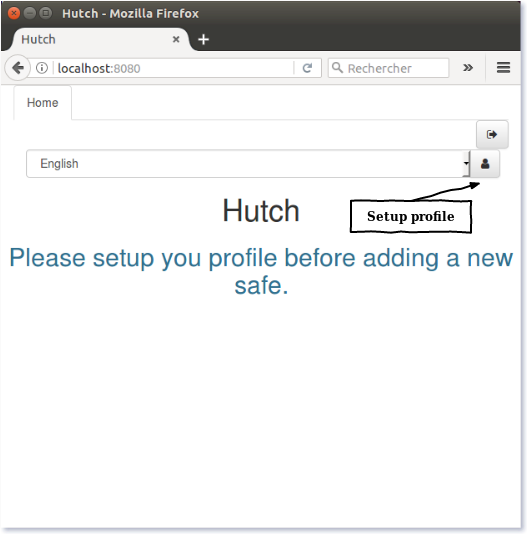 Hutch - Mozilla Firefox
Hutch
localhost:8080
Rechercher
Home
English
Hutch
Setup profile
Please setup you profile before adding a new
safe.